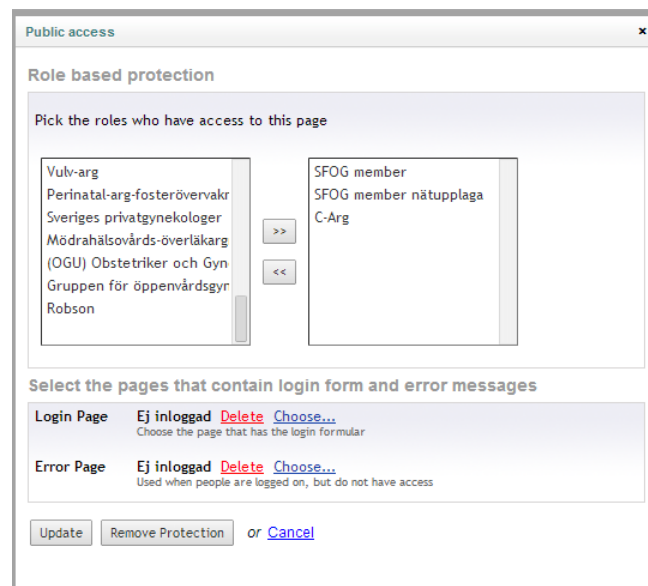 Public access
x
Role based protection
Pick the roles who have access to this page
Vulv-arg
Perinatal-arg-fosterövervakr
Sveriges privatgynekologer
Mödrahälsovårds-överläkarg
(OGU) Obstetriker och Gyn
Gruppen för öppenvårdsgyr
Robson
>>
<<
SFOG member
SFOG member nätupplaga
C-Arg
Select the pages that contain login form and error messages
Login Page Ej inloggad Delete Choose...
Choose the page that has the login formular
Error Page Ej inloggad Delete Choose...
Used when people are logged on, but do not have access
Update Remove Protection or Cancel